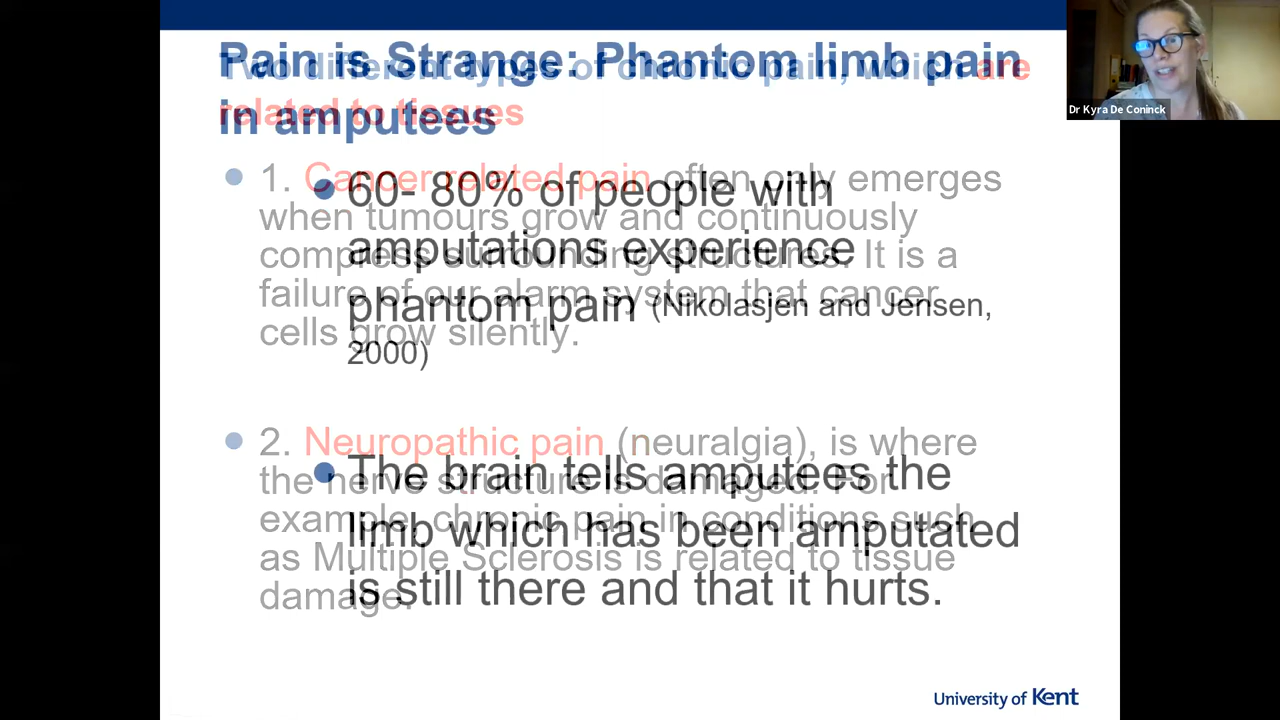 Pain is Strange: Phantom limb pain
in amputees
60- 80% of people with
amputations experience
phantom pain (Nikolasjen and Jensen,
2000)
The brain tells amputees the
limb which has been amputated
is still there and that it hurts.
Two different types of chronic pain, which are
related to tissues
1. Cancer related pain often only emerges
when tumours grow and continuously
compress surrounding structures. It is a
failure of our alarm system that cancer
cells grow silently.
2. Neuropathic pain (neuralgia), is where
the nerve structure is damaged. For
example, chronic pain in conditions such
as Multiple Sclerosis is related to tissue
damage.
Dr Kyra De Coninck
University of Kent